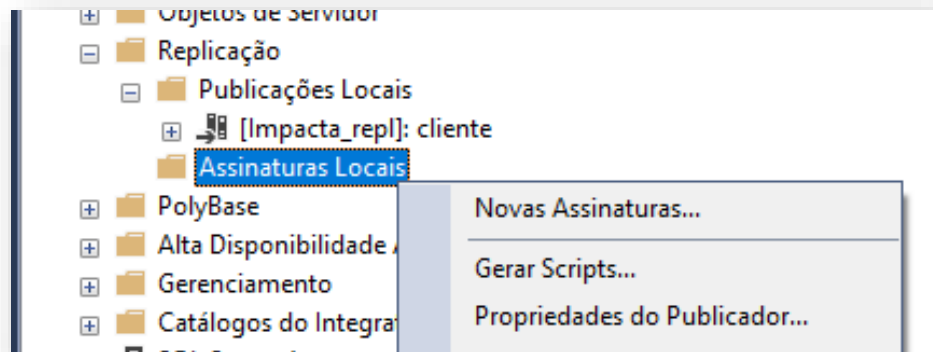 Objetos de Servidor
Replicação
Publicações Locais
[Impacta_repl]: cliente
Assinaturas Locais
PolyBase
Alta Disponibilidade
Gerenciamento
Catálogos do Integra
Novas Assinaturas...
Gerar Scripts...
Propriedades do Publicador...